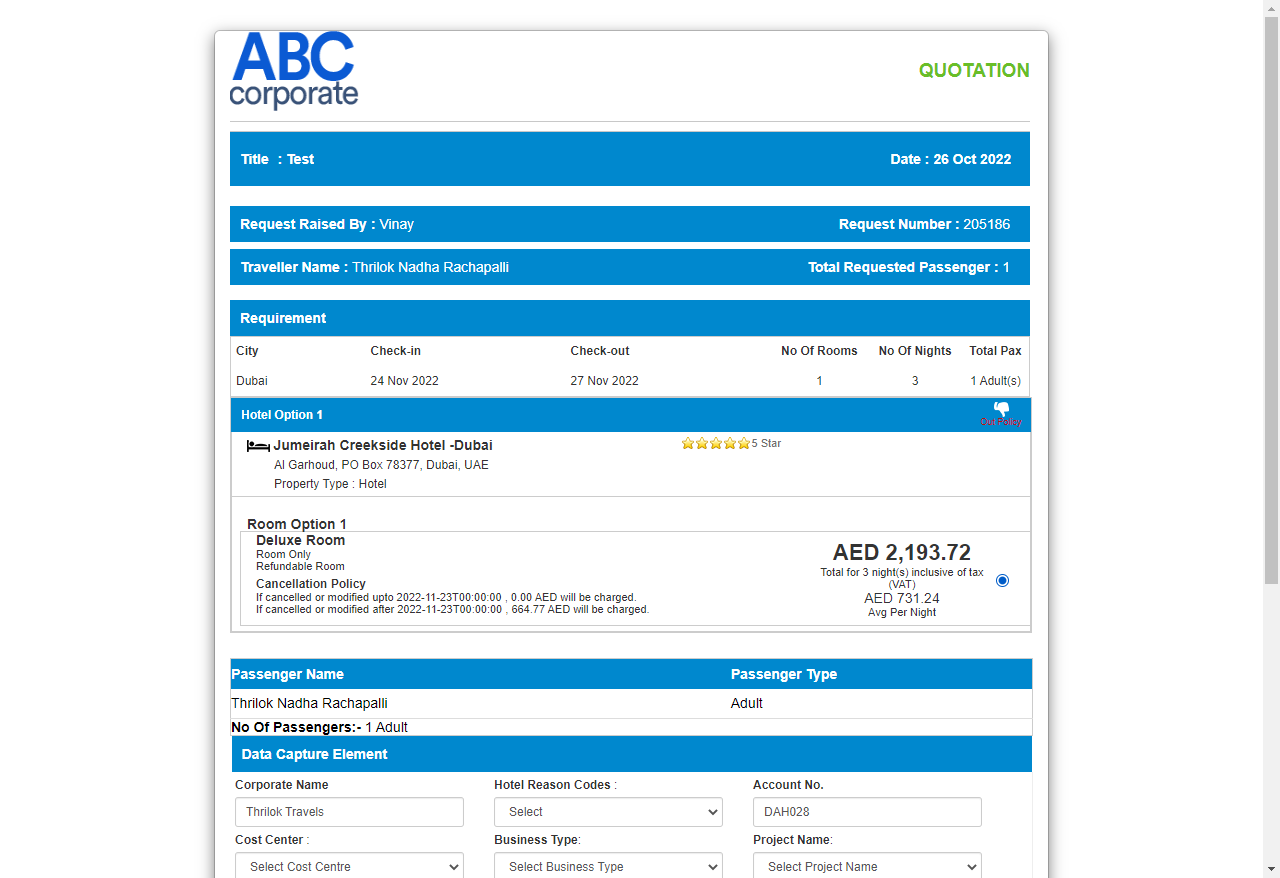 ABC
corporate
QUOTATION
Title : Test Date : 26 Oct 2022
Request Raised By : Vinay Request Number : 205186
Traveller Name : Thrilok Nadha Rachapalli Total Requested Passenger : 1
Requirement
City Check-in Check-out No Of Rooms No Of Nights Total Pax
Dubai 24 Nov 2022 27 Nov 2022 1 3 1 Adult(s)
Hotel Option 1
Out Policy
Jumeirah Creekside Hotel -Dubai 5 Star
Al Garhoud, PO Box 78377, Dubai, UAE
Property Type : Hotel
Room Option 1
Deluxe Room
Room Only
Refundable Room
Cancellation Policy
If cancelled or modified upto 2022-11-23T00:00:00 , 0.00 AED will be charged.
If cancelled or modified after 2022-11-23T00:00:00 , 664.77 AED will be charged.
AED 2,193.72
Total for 3 night(s) inclusive of tax
(VAT)
AED 731.24
Avg Per Night
Passenger Name Passenger Type
Thrilok Nadha Rachapalli Adult
No Of Passengers:- 1 Adult
Data Capture Element
Corporate Name Hotel Reason Codes : Account No.
Thrilok Travels Select DAH028
Cost Center : Business Type: Project Name:
Select Cost Centre Select Business Type Select Project Name